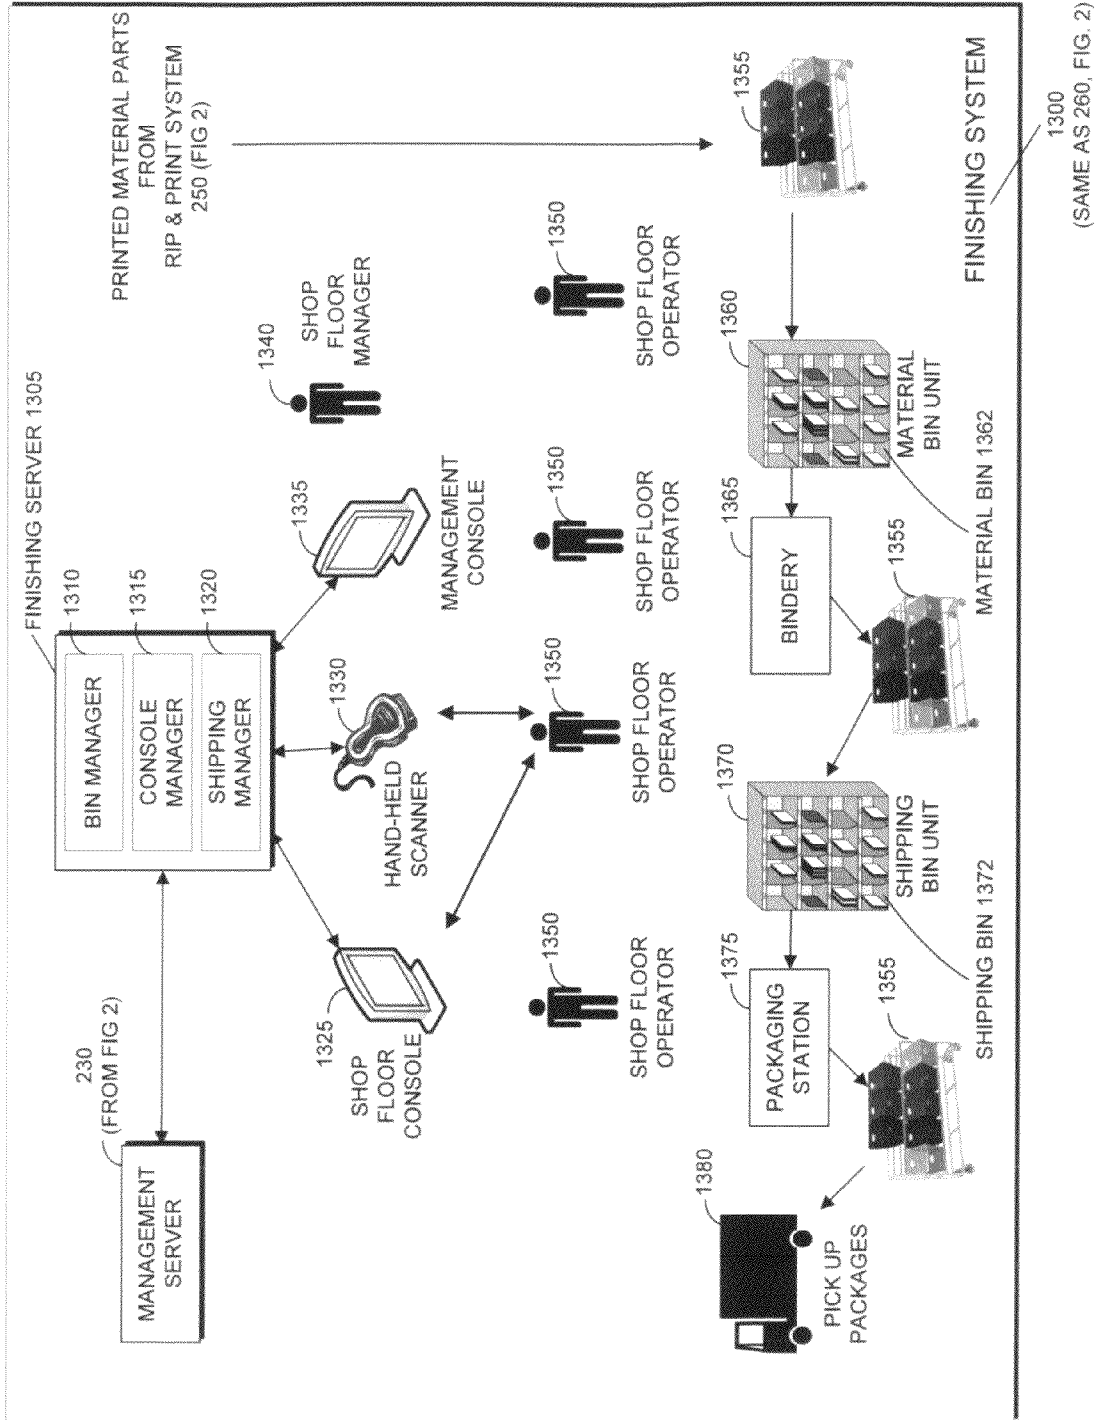 PRINTED MATERIAL PARTS
FROM
RIP & PRINT SYSTEM
250 (FIG 2)
FINISHING SERVER 1305
BIN MANAGER
1310
CONSOLE
MANAGER
1315
SHIPPING
MANAGER
1320
MANAGEMENT
SERVER
230
(FROM FIG 2)
1325
SHOP
FLOOR
CONSOLE
1330
HAND-HELD
SCANNER
1335
MANAGEMENT
CONSOLE
1340
SHOP
FLOOR
MANAGER
1350
SHOP FLOOR
OPERATOR
1350
SHOP FLOOR
OPERATOR
1350
SHOP FLOOR
OPERATOR
1350
SHOP FLOOR
OPERATOR
1380
PICK UP
PACKAGES
1375
PACKAGING
STATION
1355
1370
SHIPPING
BIN UNIT
SHIPPING BIN 1372
1365
BINDERY
1355
1360
MATERIAL
BIN UNIT
MATERIAL BIN 1362
1355
FINISHING SYSTEM
1300
(SAME AS 260, FIG. 2)